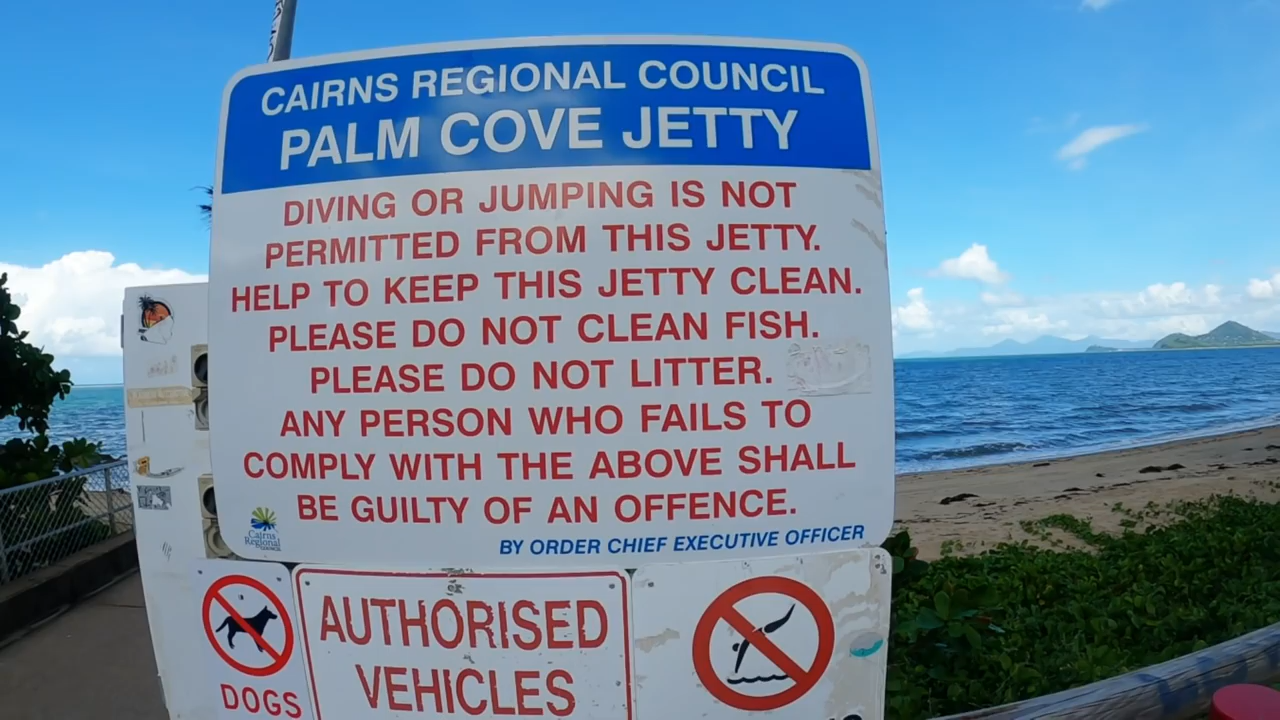 CAIRNS REGIONAL COUNCIL
PALM COVE JETTY
DIVING OR JUMPING IS NOT
PERMITTED FROM THIS JETTY.
HELP TO KEEP THIS JETTY CLEAN.
PLEASE DO NOT CLEAN FISH.
PLEASE DO NOT LITTER.
ANY PERSON WHO FAILS TO
COMPLY WITH THE ABOVE SHALL
BE GUILTY OF AN OFFENCE.
Cairns
Regional
COUNCIL
BY ORDER CHIEF EXECUTIVE OFFICER
DOGS
AUTHORISED
VEHICLES